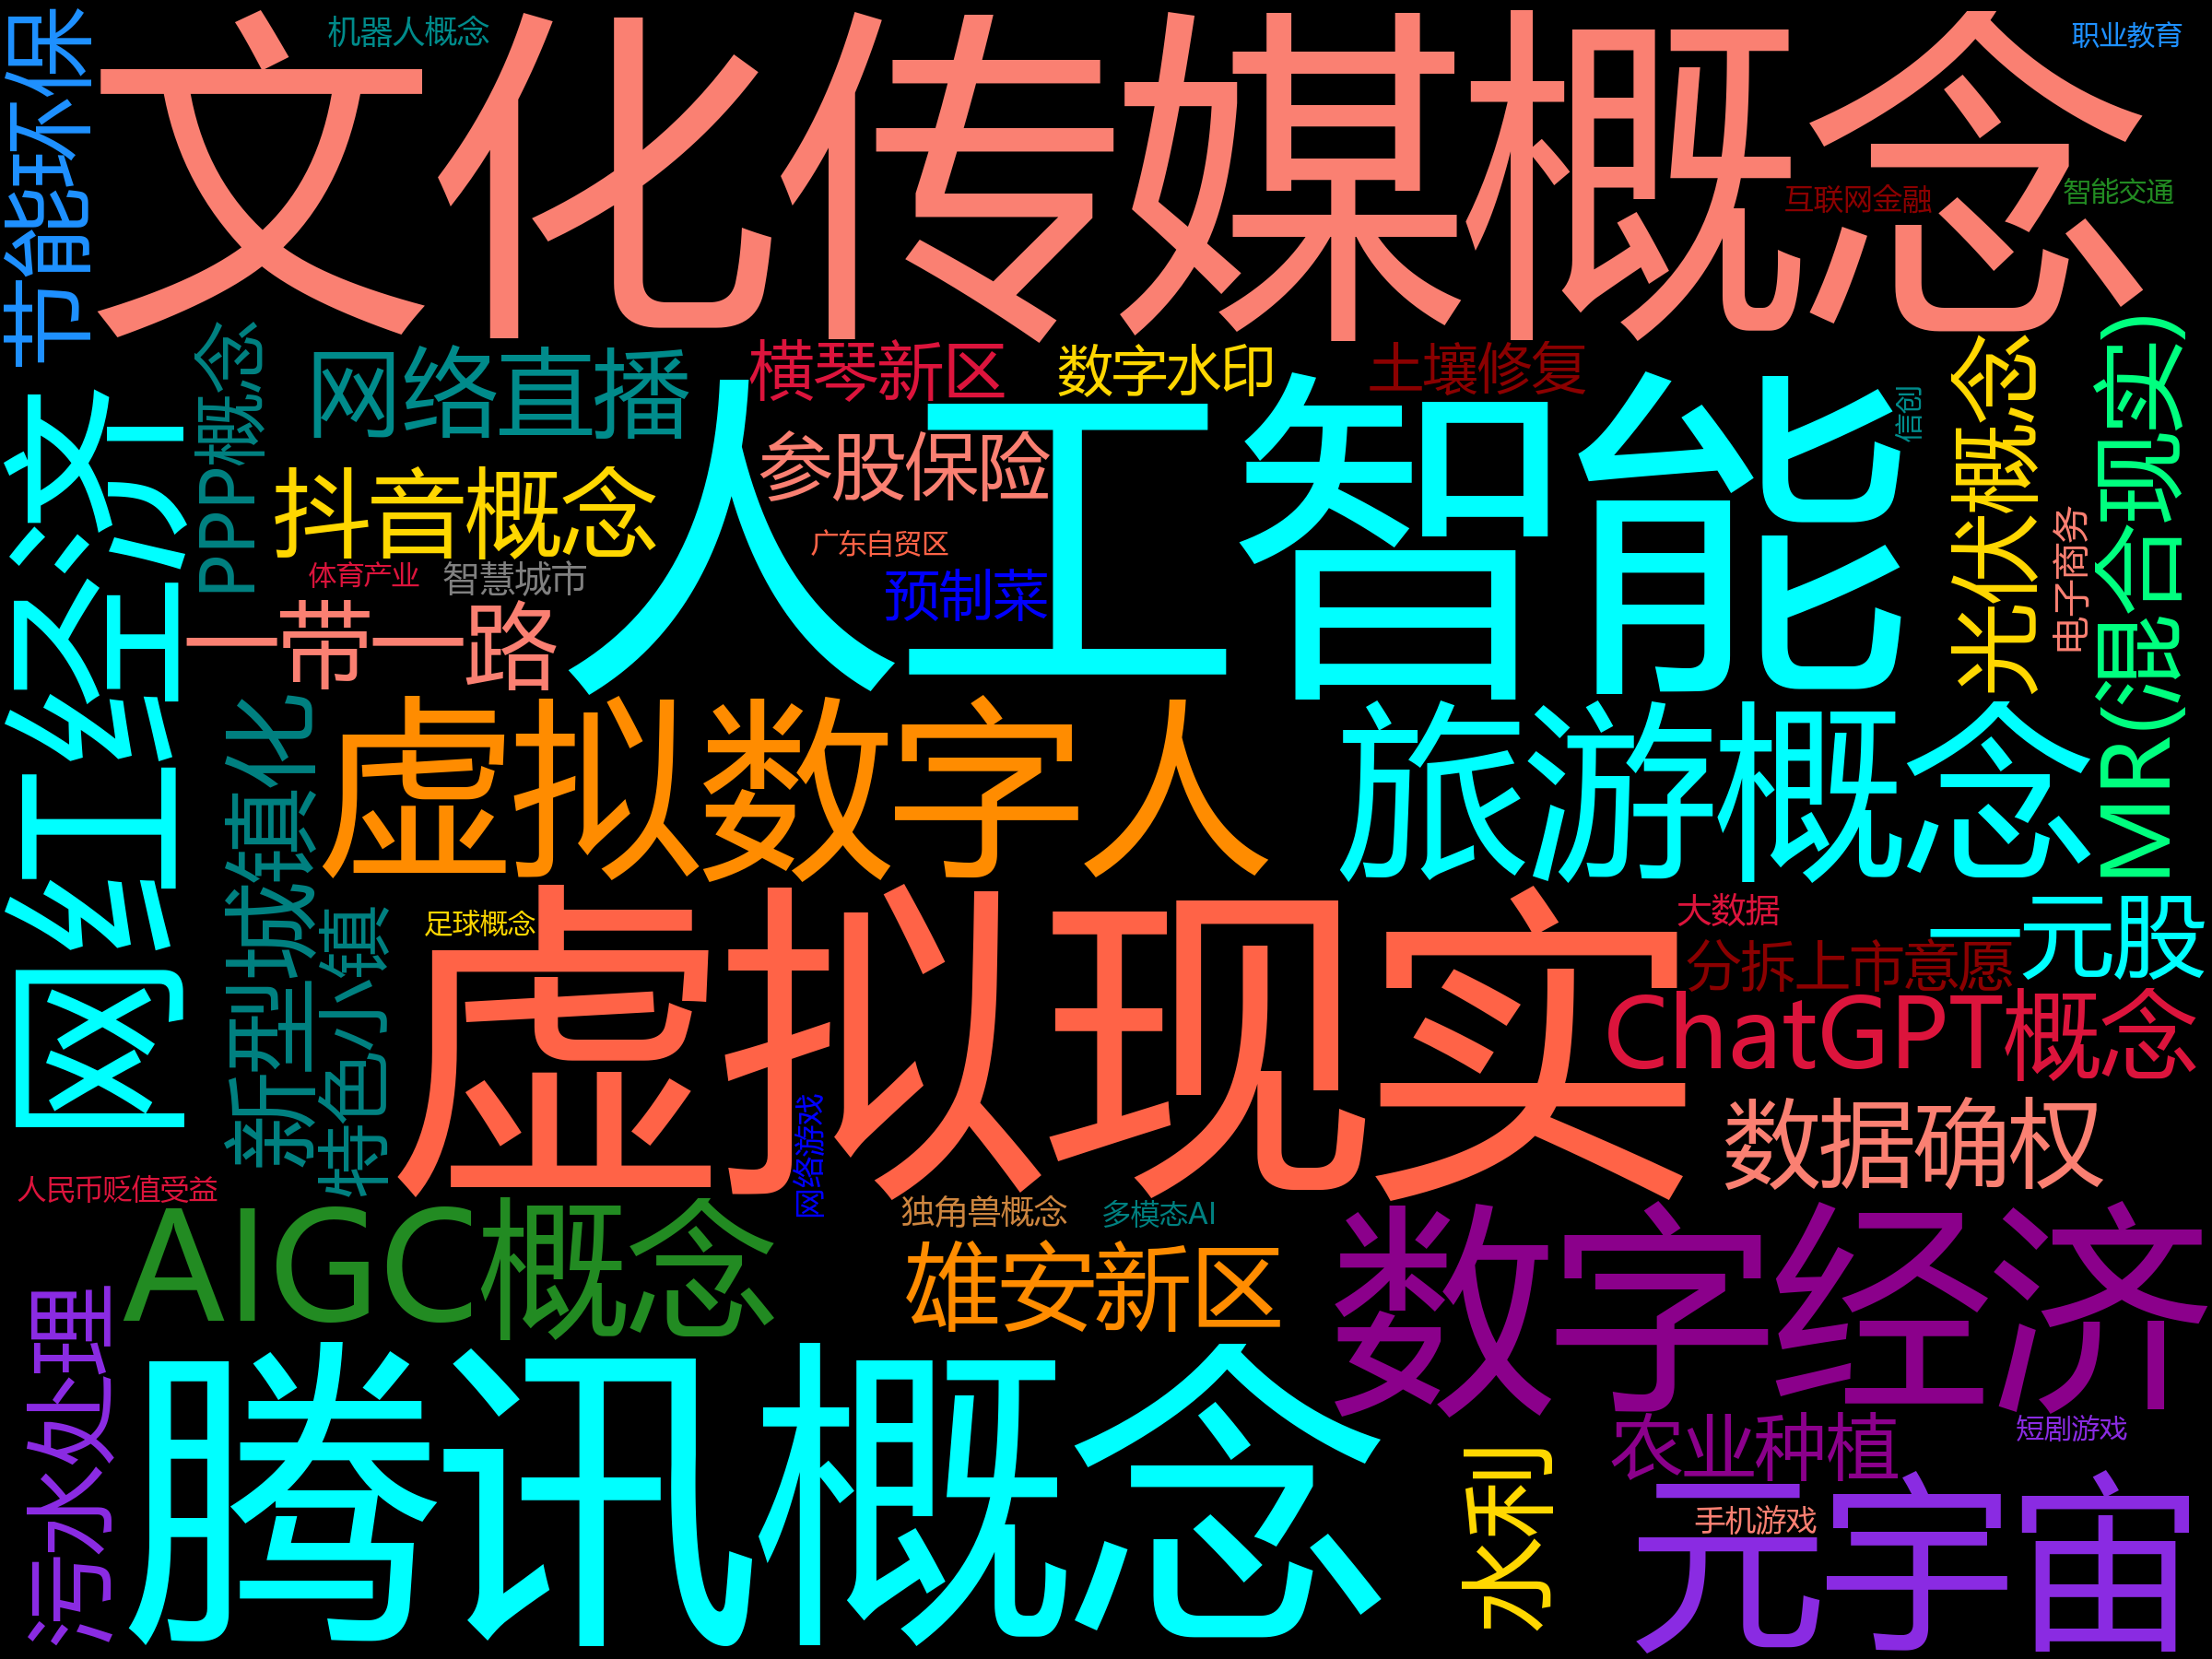 文化传媒概念
机器人概念
职业教育
节能环保
互联网金融
智能交通
PPP概念
网络直播
横琴新区
数字水印
土壤修复
人工智能
光伏概念
MR(混合现实)
信创
网红经济
抖音概念
参股保险
广东自贸区
预制菜
电子商务
体育产业
智慧城市
一带一路
虚拟数字人
旅游概念
新型城镇化
特色小镇
足球概念
虚拟现实
大数据
一元股
分拆上市意愿
ChatGPT概念
数据确权
网络游戏
人民币贬值受益
AIGC概念
独角兽概念
多模态AI
雄安新区
数字经济
污水处理
腾讯概念
水利
农业种植
短剧游戏
元宇宙
手机游戏